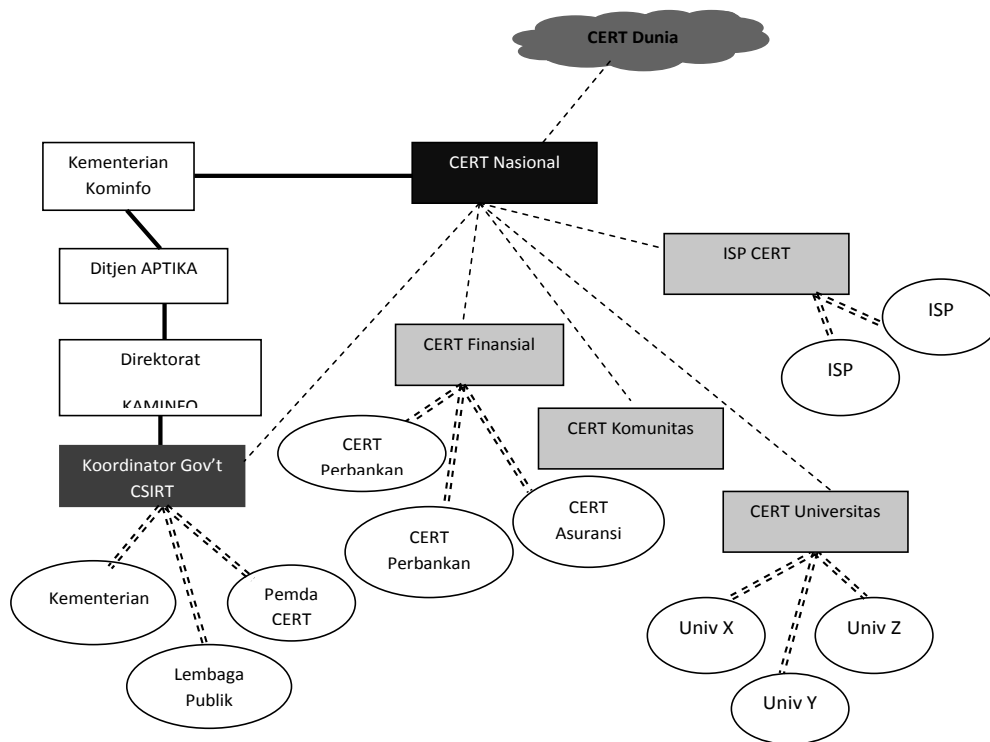 CERT Dunia
Kementerian
Kominfo
CERT Nasional
Ditjen APTIKA
ISP CERT
ISP
ISP
Direktorat
KAMINFO
CERT Finansial
CERT Komunitas
CERT
Perbankan
Koordinator Gov’t
CSIRT
CERT
Perbankan
CERT
Asuransi
CERT Universitas
Kementerian
Pemda
CERT
Lembaga
Publik
Univ X
Univ Z
Univ Y